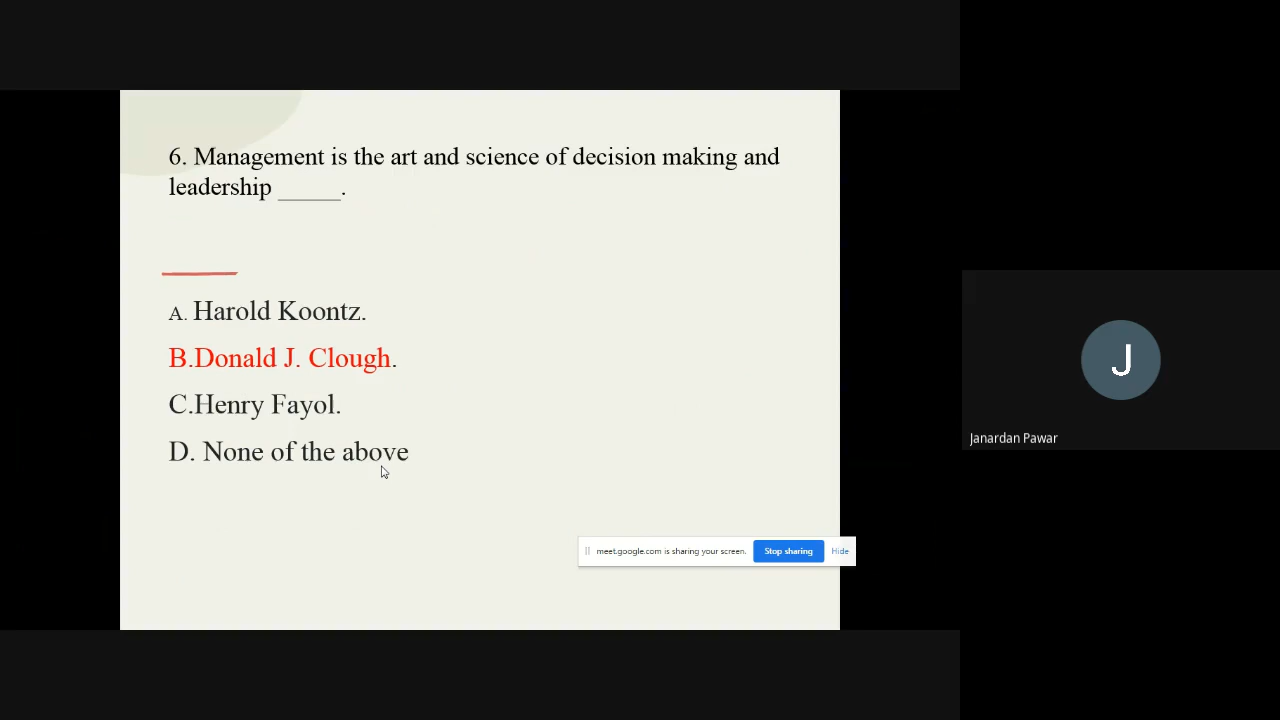 6. Management is the art and science of decision making and
leadership _____.
A. Harold Koontz.
B.Donald J. Clough.
C.Henry Fayol.
D. None of the above
meet.google.com is sharing your screen. Stop sharing Hide
J
Janardan Pawar